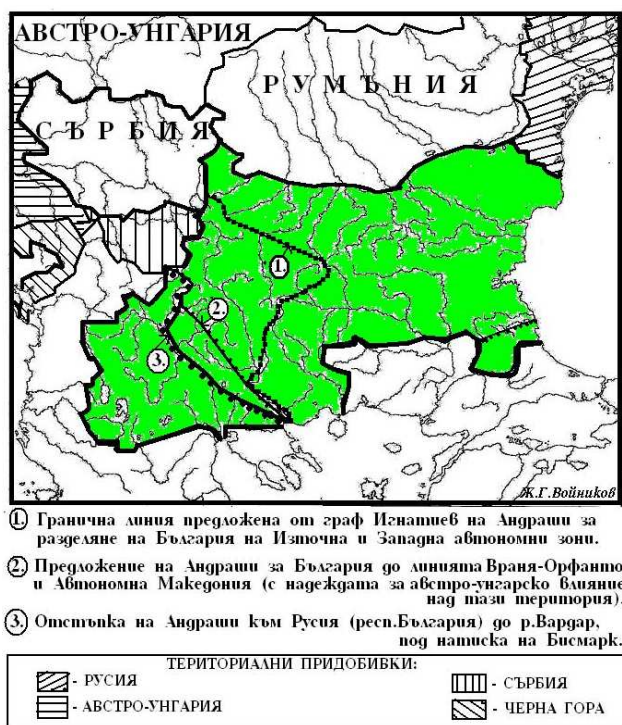 АВСТРО-УНГАРИЯ
РУМЪНИЯ
СЪРБИЯ
1.
2.
3.
Ж.Г.Войников
1. Гранична линия предложена от граф Игнатиев на Андраши за
разделяне на България на Източна и Западна автономни зони.
2. Предложение на Андраши за България до линията Враня-Орфанто
и Автономна Македония (с надеждата за австро-унгарско влияние
над тази територия).
3. Отстъпка на Андраши към Русия (респ.България) до р.Вардар,
под натиска на Бисмарк.
ТЕРИТОРИАЛНИ ПРИДОБИВКИ:
- РУСИЯ
- СЪРБИЯ
- АВСТРО-УНГАРИЯ
- ЧЕРНА ГОРА